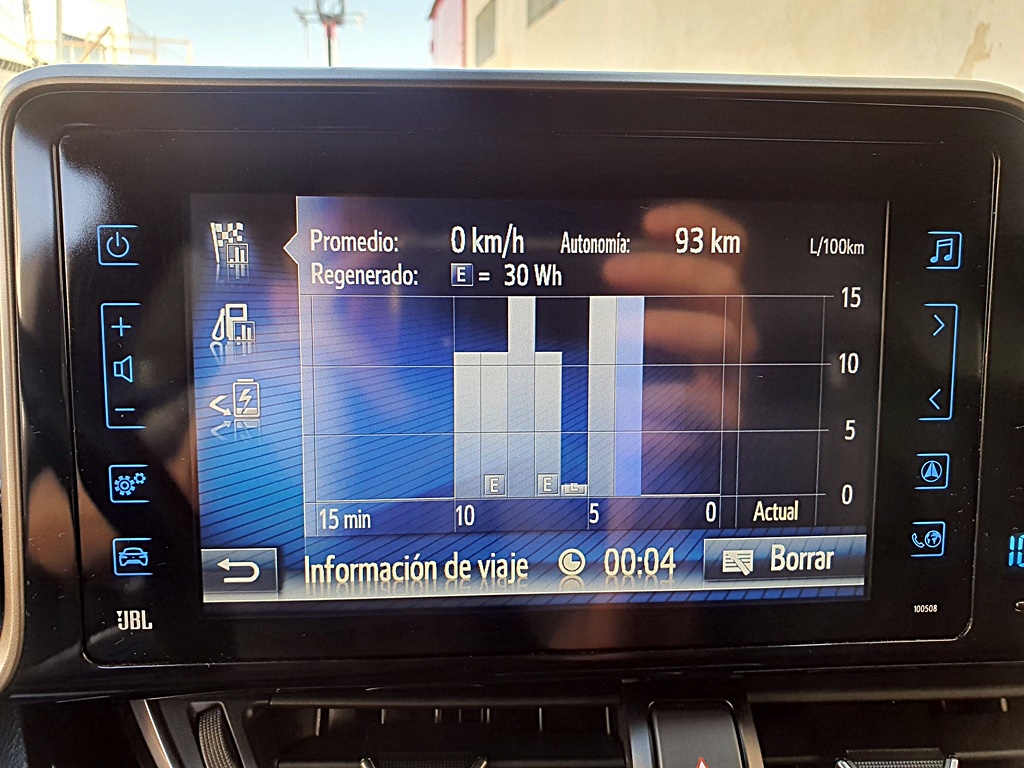 Promedio: 0 km/h Autonomía: 93 km L/100km
Regenerado: E = 30 Wh
15
10
5
0
E E E
15 min 10 5 0 Actual
Información de viaje 00:04 Borrar
JBL
100508